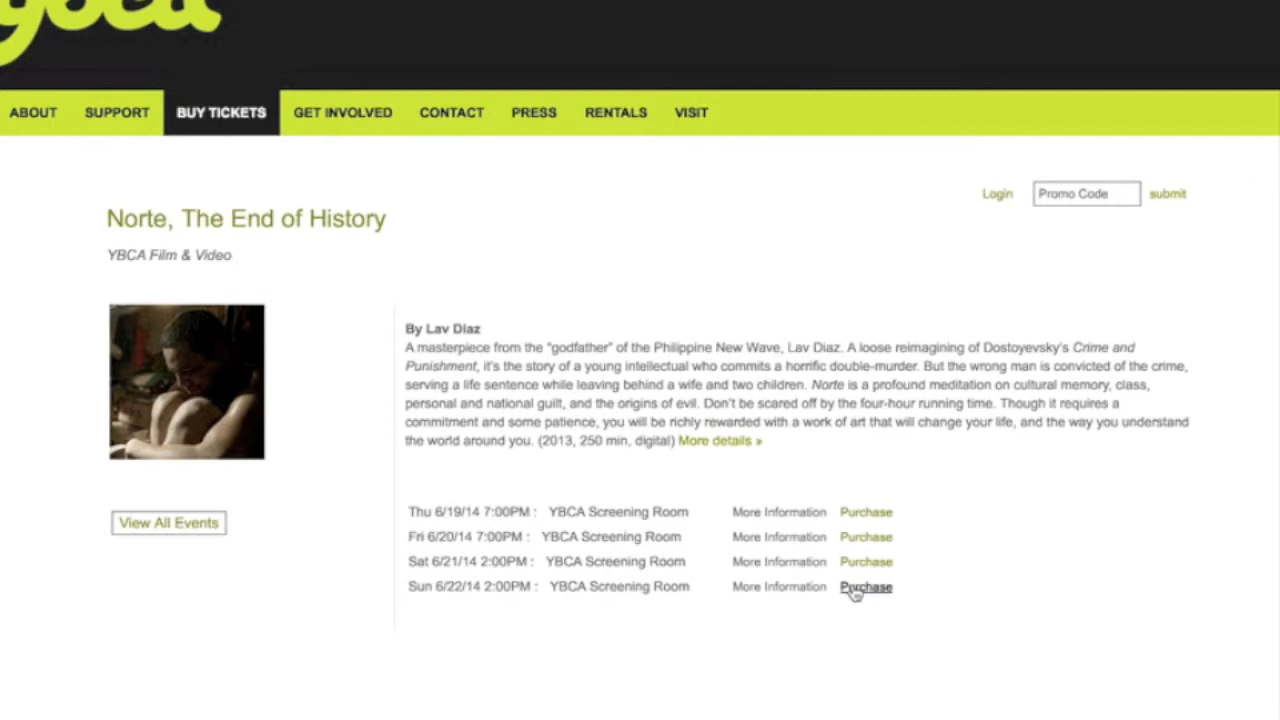 ybca
ABOUT SUPPORT BUY TICKETS GET INVOLVED CONTACT PRESS RENTALS VISIT
Login Promo Code submit
Norte, The End of History
YBCA Film & Video
By Lav Diaz
A masterpiece from the “godfather” of the Philippine New Wave, Lav Diaz. A loose reimagining of Dostoyevsky’s Crime and
Punishment, it’s the story of a young intellectual who commits a horrific double-murder. But the wrong man is convicted of the crime,
serving a life sentence while leaving behind a wife and two children. Norte is a profound meditation on cultural memory, class,
personal and national guilt, and the origins of evil. Don’t be scared off by the four-hour running time. Though it requires a
commitment and some patience, you will be richly rewarded with a work of art that will change your life, and the way you understand
the world around you. (2013, 250 min, digital) More details »
View All Events
Thu 6/19/14 7:00PM : YBCA Screening Room More Information Purchase
Fri 6/20/14 7:00PM : YBCA Screening Room More Information Purchase
Sat 6/21/14 2:00PM : YBCA Screening Room More Information Purchase
Sun 6/22/14 2:00PM : YBCA Screening Room More Information Purchase